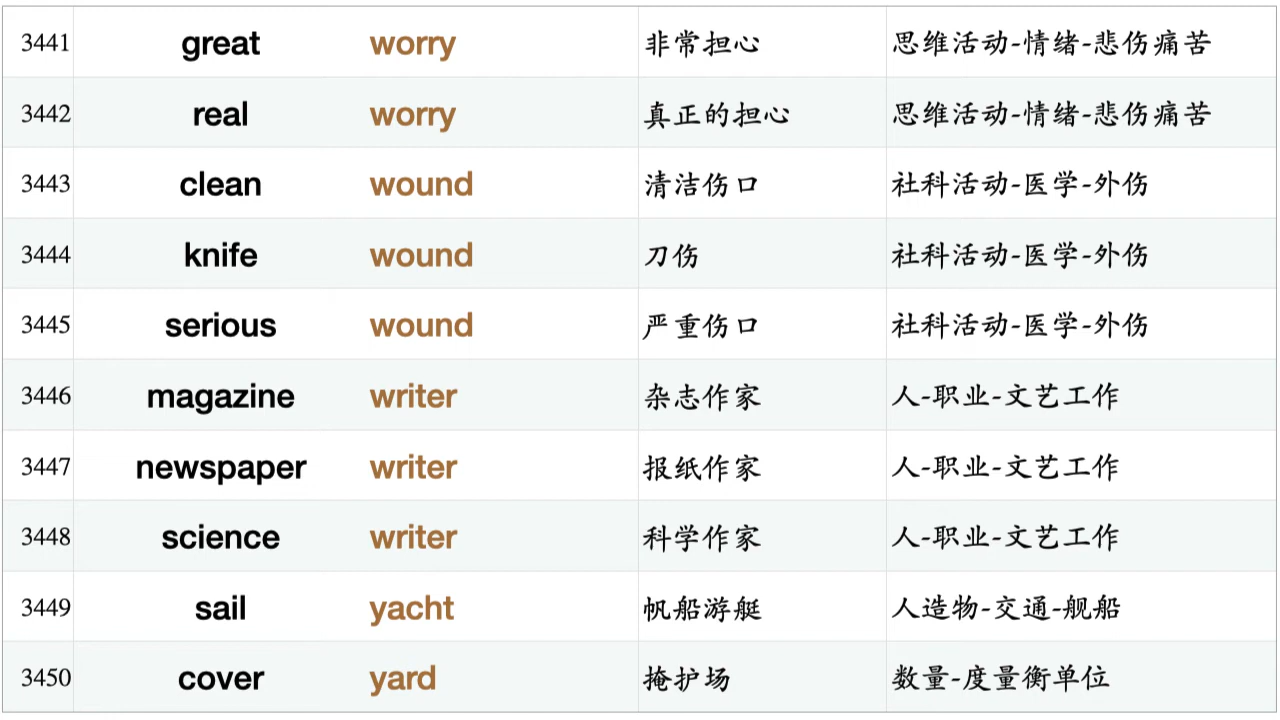 3441 great worry 非常担心 思维活动-情绪-悲伤痛苦
3442 real worry 真正的担心 思维活动-情绪-悲伤痛苦
3443 clean wound 清洁伤口 社科活动-医学-外伤
3444 knife wound 刀伤 社科活动-医学-外伤
3445 serious wound 严重伤口 社科活动-医学-外伤
3446 magazine writer 杂志作家 人-职业-文艺工作
3447 newspaper writer 报纸作家 人-职业-文艺工作
3448 science writer 科学作家 人-职业-文艺工作
3449 sail yacht 帆船游艇 人造物-交通-舰船
3450 cover yard 掩护场 数量-度量衡单位